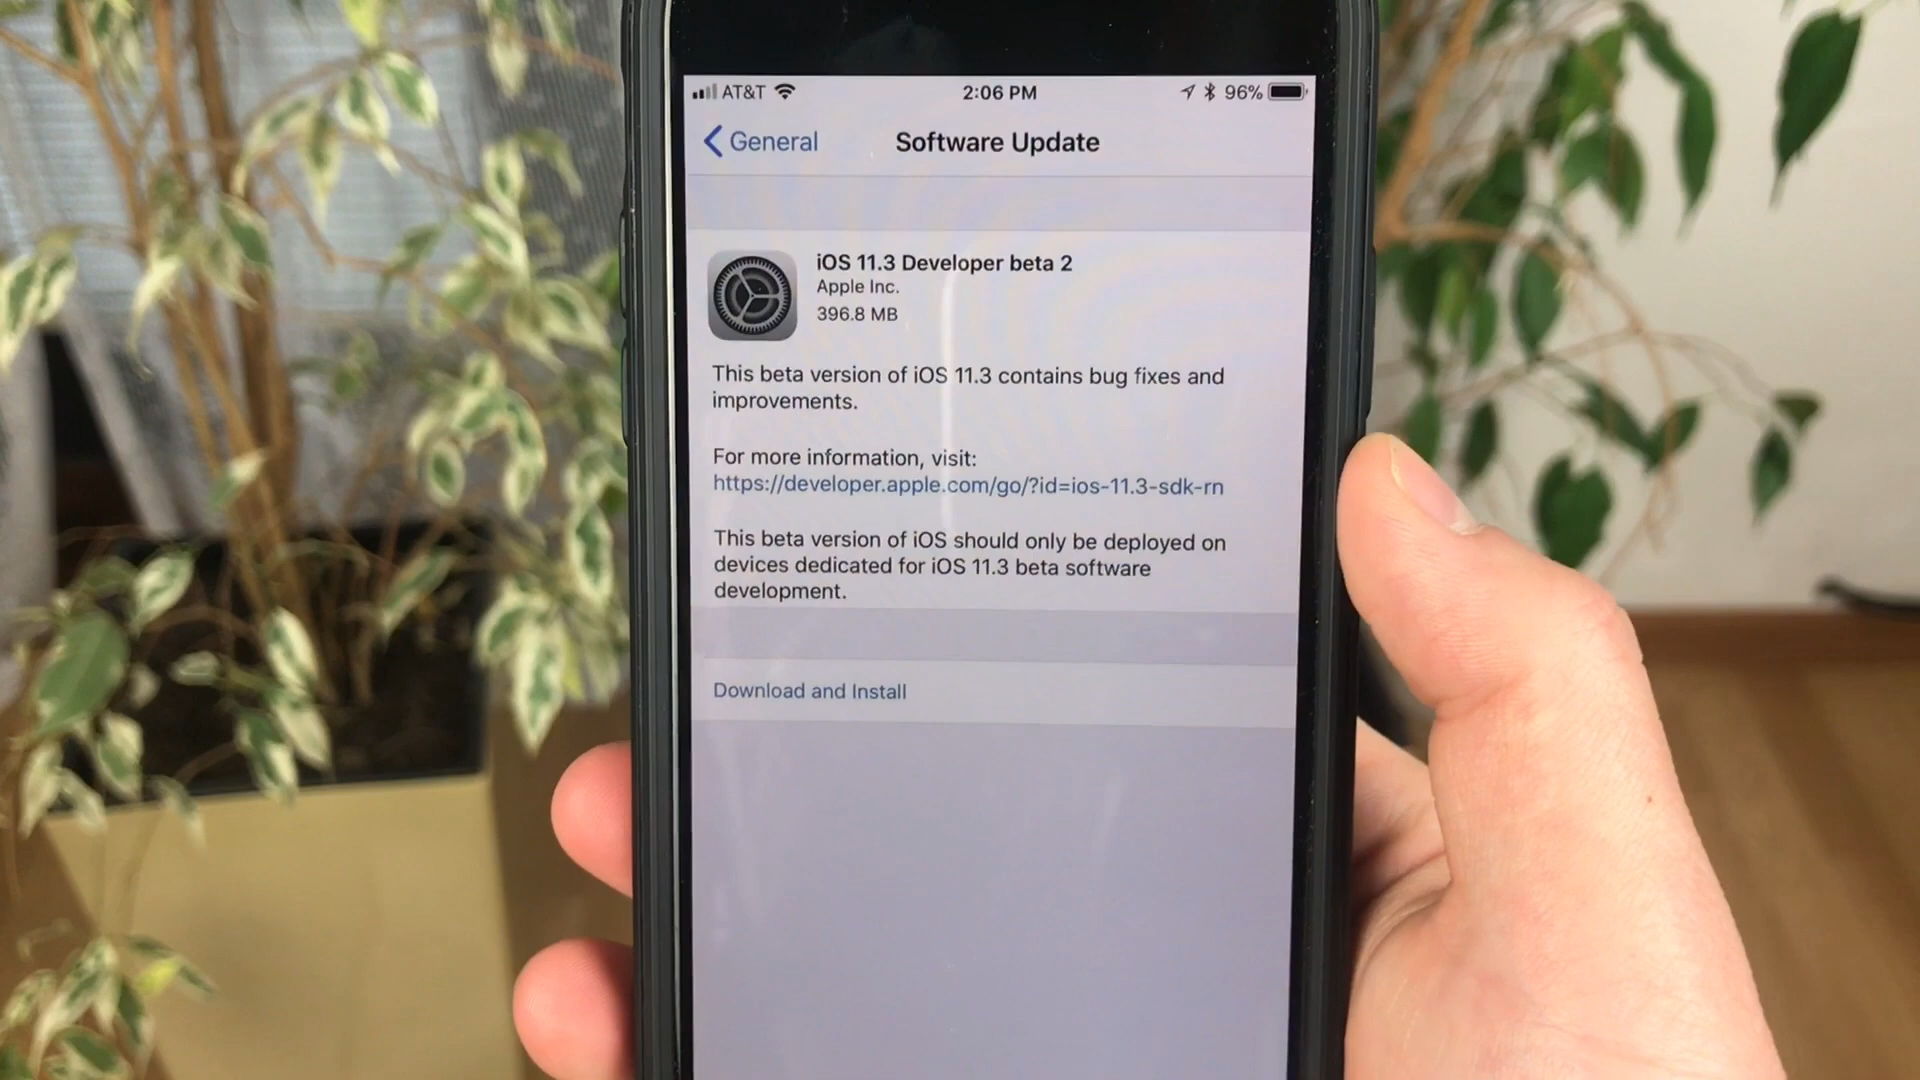 AT&T 2:06 PM 96%
General Software Update
iOS 11.3 Developer beta 2
Apple Inc.
396.8 MB
This beta version of iOS 11.3 contains bug fixes and
improvements.
For more information, visit:
https://developer.apple.com/go/?id=ios-11.3-sdk-rn
This beta version of iOS should only be deployed on
devices dedicated for iOS 11.3 beta software
development.
Download and Install